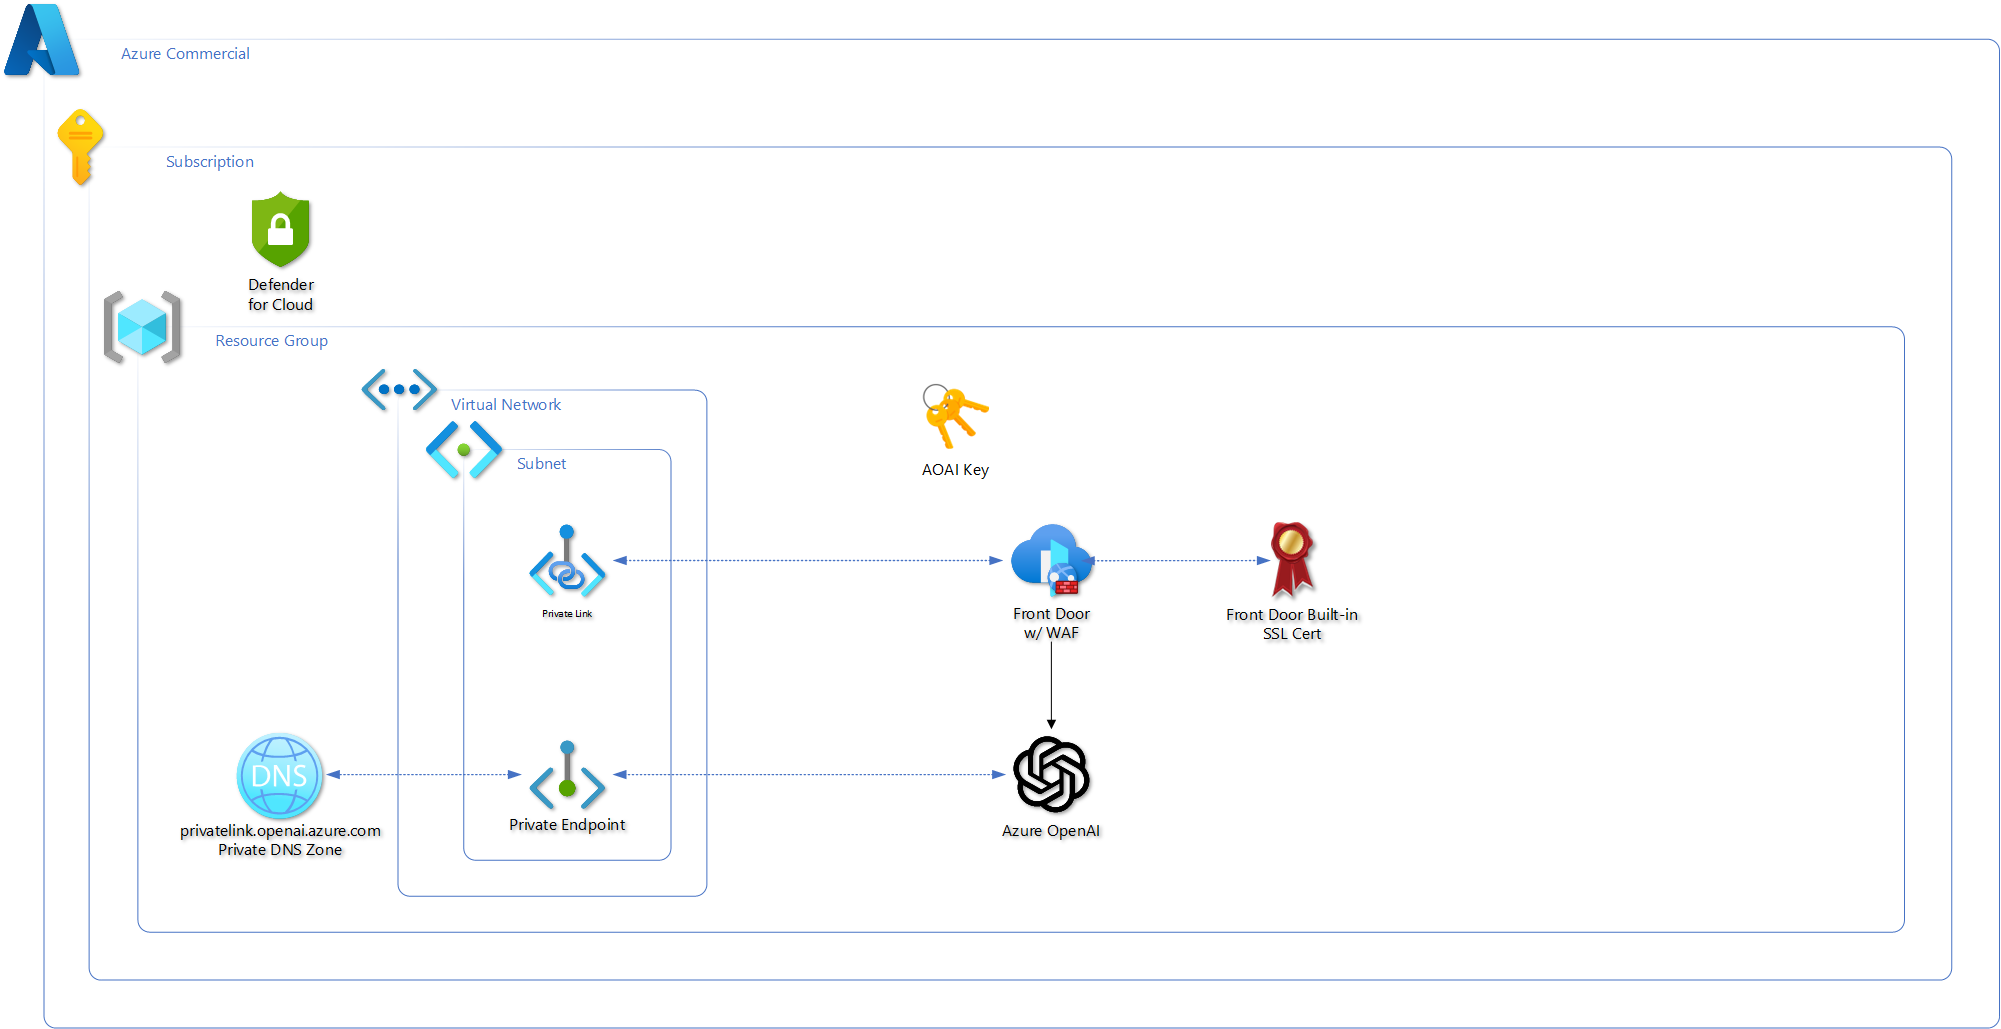 Azure Commercial
Subscription
Defender
for Cloud
Resource Group
Virtual Network
Subnet
AOAI Key
Private Link
Front Door
w/ WAF
Front Door Built-in
SSL Cert
DNS
privatelink.openai.azure.com
Private DNS Zone
Private Endpoint
Azure OpenAI